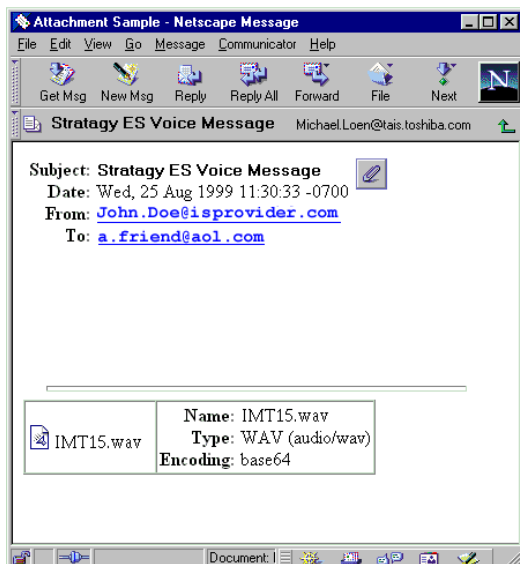 Attachment Sample - Netscape Message
File Edit View Go Message Communicator Help
Get Msg New Msg Reply Reply All Forward File Next
N
Stratagy ES Voice Message Michael.Loen@tais.toshiba.com
Subject: Stratagy ES Voice Message
Date: Wed, 25 Aug 1999 11:30:33 -0700
From: John.Doe@isprovider.com
To: a.friend@aol.com
IMT15.wav
Name: IMT15.wav
Type: WAV (audio/wav)
Encoding: base64
Document: